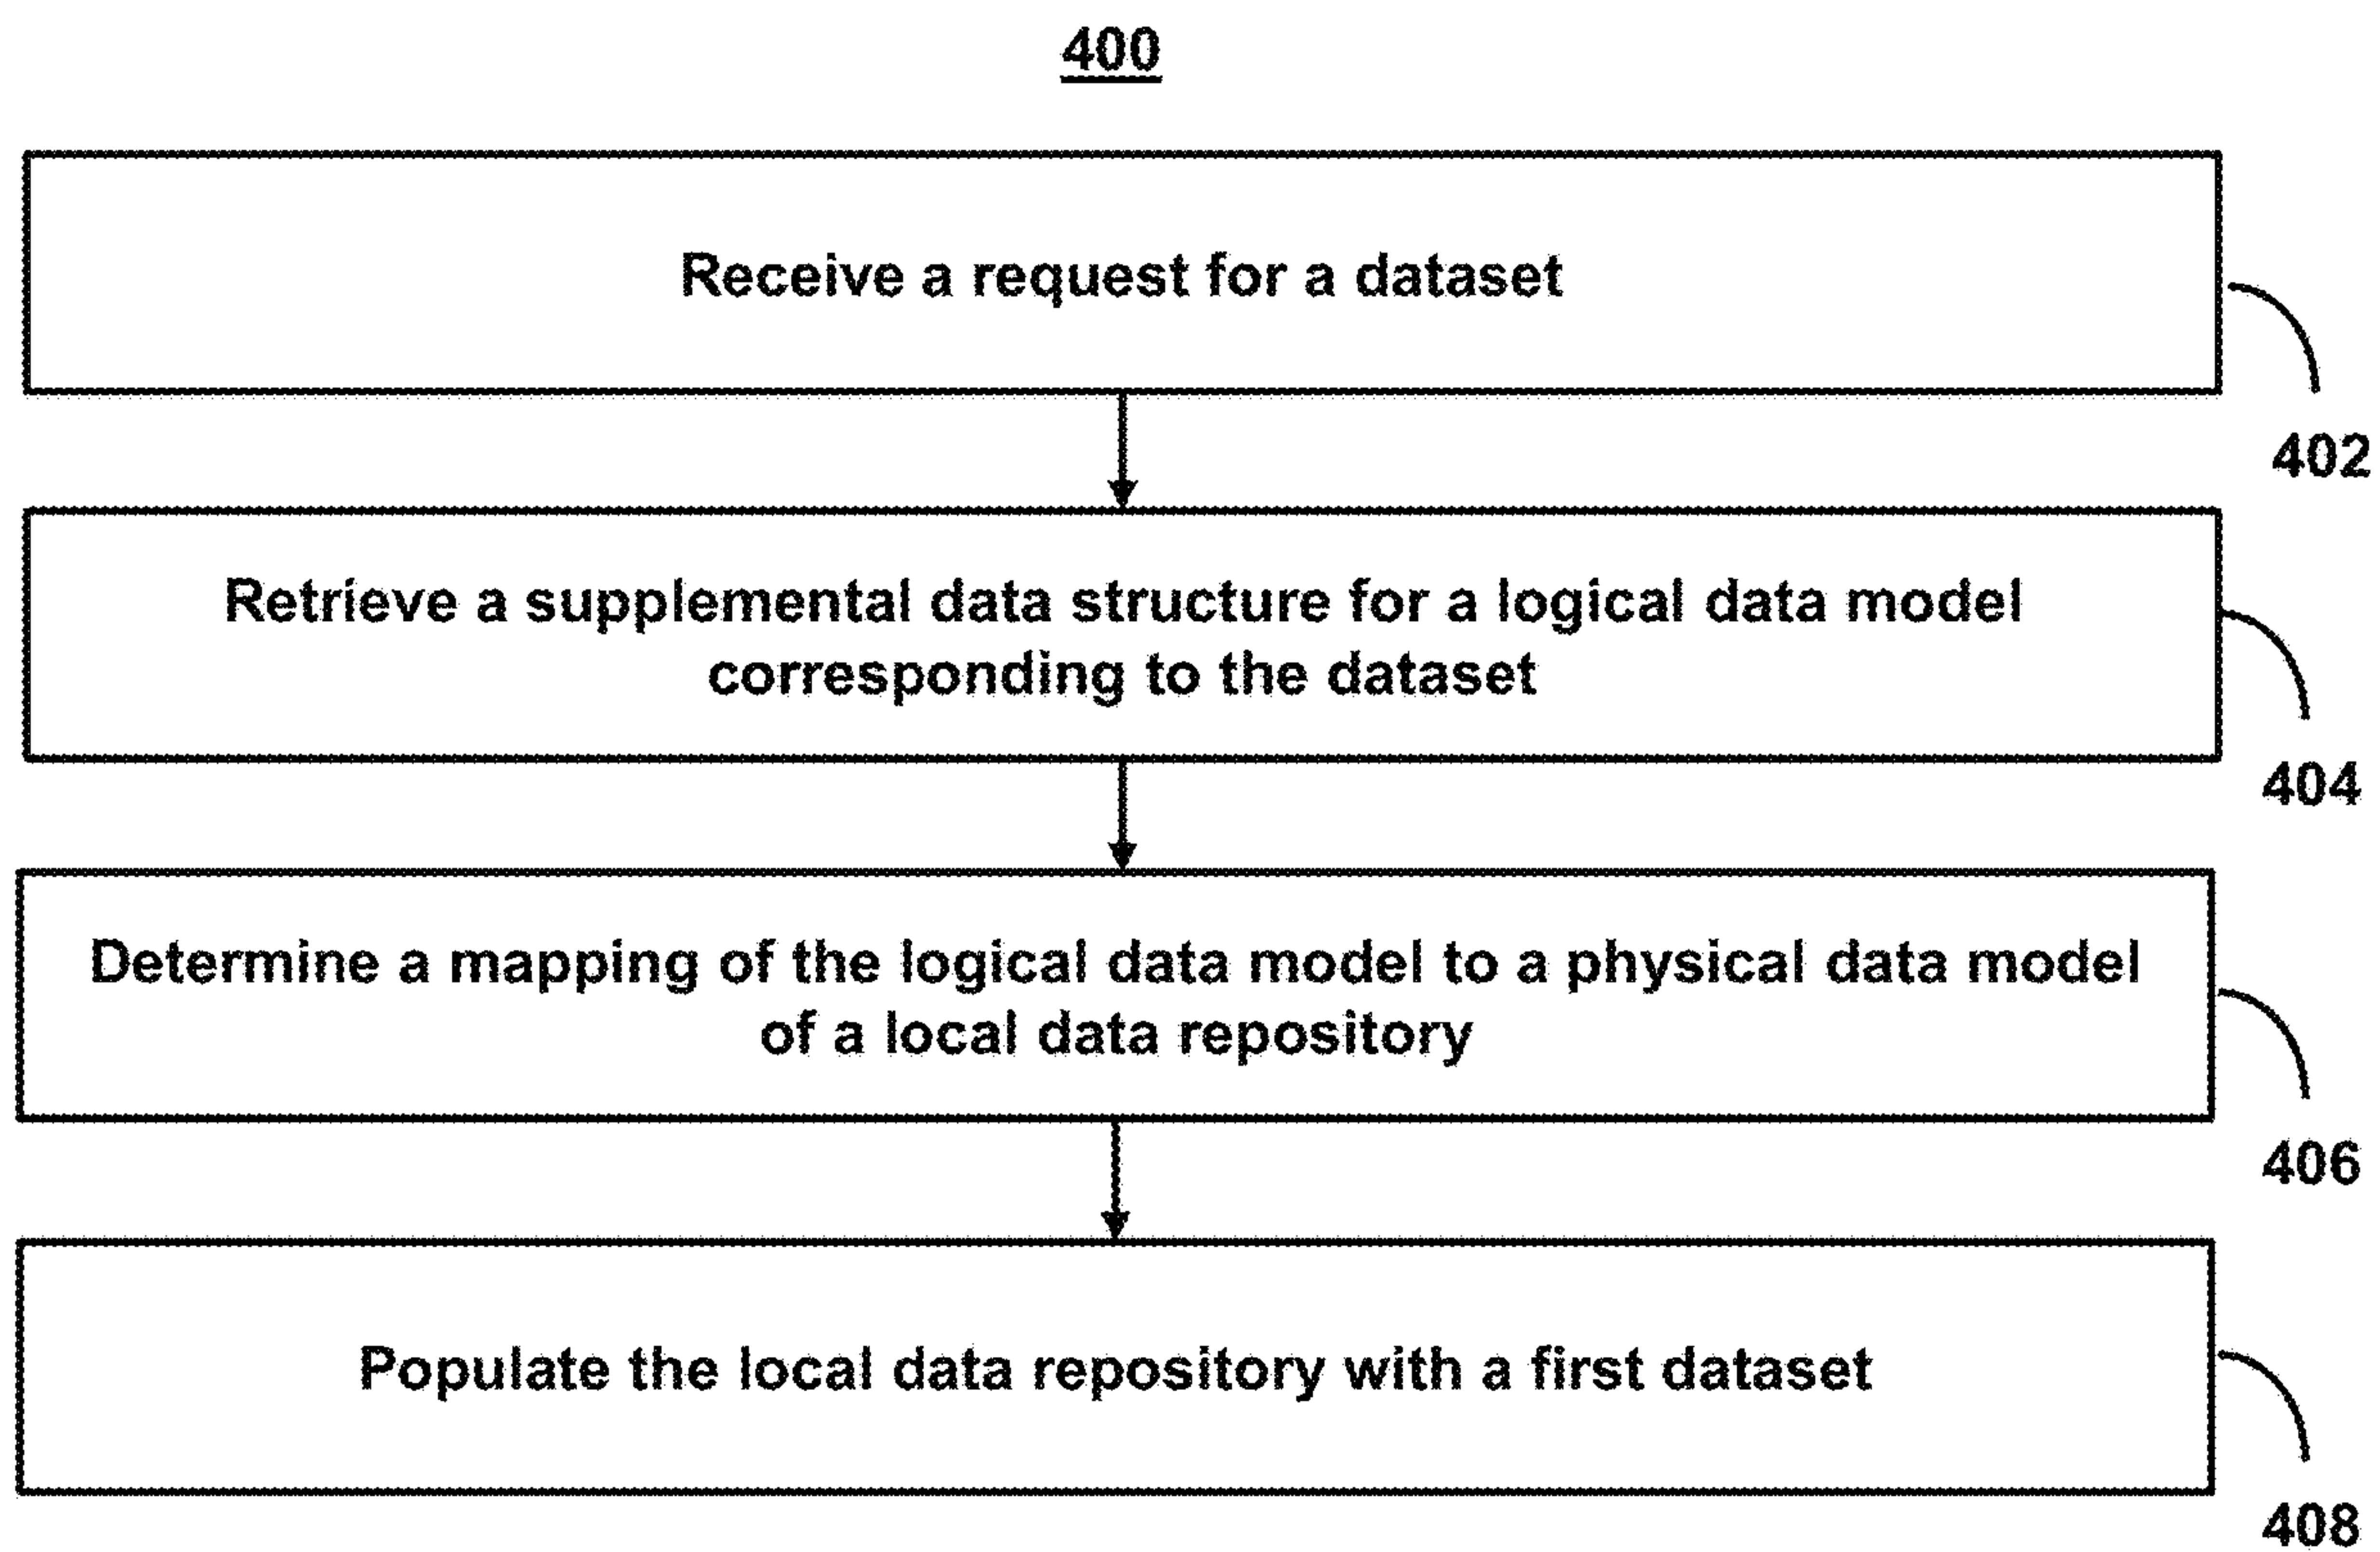 400
Receive a request for a dataset
402
Retrieve a supplemental data structure for a logical data model
corresponding to the dataset
404
Determine a mapping of the logical data model to a physical data model
of a local data repository
406
Populate the local data repository with a first dataset
408